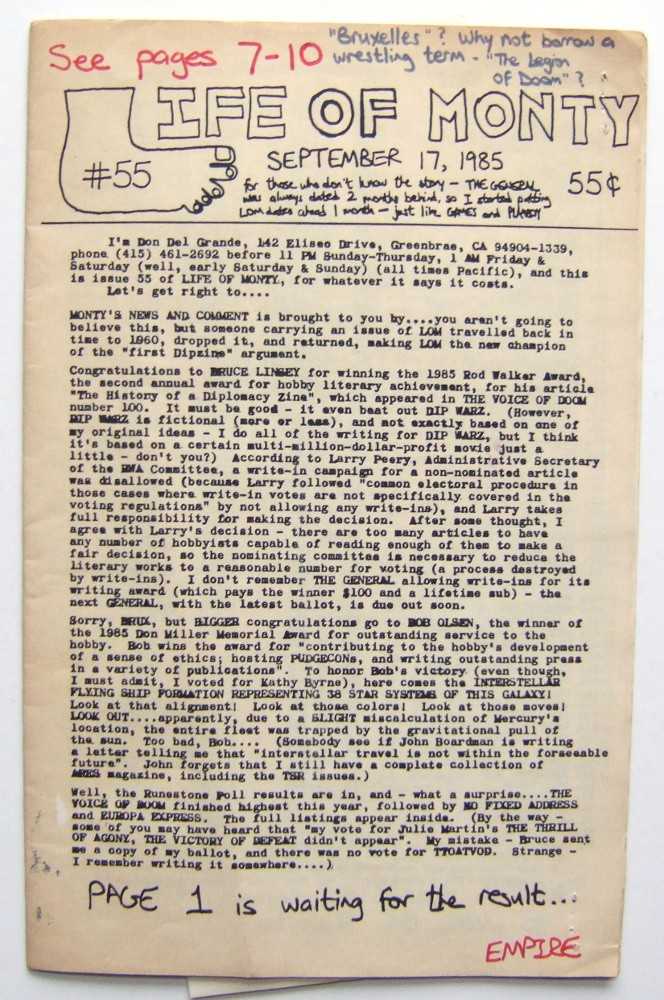 See pages 7-10
"Bruxelles"? Why not borrow a
wrestling term - "The Legion
of Doom"?
LIFE OF MONTY
#55
SEPTEMBER 17, 1985
55¢
for those who don't know the story - THE GENERAL
was always dated 2 months behind, so I started putting
LOM dates ahead 1 month - just like GAMES and PLAYBOY
I'm Don Del Grande, 142 Eliseo Drive, Greenbrae, CA 94904-1339,
phone (415) 461-2692 before 11 PM Sunday-Thursday, 1 AM Friday &
Saturday (well, early Saturday & Sunday) (all times Pacific), and this
is issue 55 of LIFE OF MONTY, for whatever it says it costs.
Let's get right to....
MONTY'S NEWS AND COMMENT is brought to you by....you aren't going to
believe this, but someone carrying an issue of LOM travelled back in
time to 1960, dropped it, and returned, making LOM the new champion
of the "first Dipzine" argument.
Congratulations to BRUCE LINSEY for winning the 1985 Rod Walker Award,
the second annual award for hobby literary achievement, for his article
"The History of a Diplomacy Zine", which appeared in THE VOICE OF DOOM
number 100. It must be good - it even beat out DIP WARZ. (However,
DIP WARZ is fictional (more or less), and not exactly based on one of
my original ideas - I do all of the writing for DIP WARZ, but I think
it's based on a certain multi-million-dollar-profit movie just a
little - don't you?) According to Larry Peery, Administrative Secretary
of the RWA Committee, a write-in campaign for a non-nominated article
was disallowed (because Larry followed "common electoral procedure in
those cases where write-in votes are not specifically covered in the
voting regulations" by not allowing any write-ins), and Larry takes
full responsibility for making the decision. After some thought, I
agree with Larry's decision - there are too many articles to have
any number of hobbyists capable of reading enough of them to make a
fair decision, so the nominating committee is necessary to reduce the
literary works to a reasonable number for voting (a process destroyed
by write-ins). I don't remember THE GENERAL allowing write-ins for its
writing award (which pays the winner $100 and a lifetime sub) - the
next GENERAL, with the latest ballot, is due out soon.
Sorry, BRUX, but BIGGER congratulations go to BOB OLSEN, the winner of
the 1985 Don Miller Memorial Award for outstanding service to the
hobby. Bob wins the award for "contributing to the hobby's development
of a sense of ethics; hosting PUDGECONs, and writing outstanding press
in a variety of publications". To honor Bob's victory (even though,
I must admit, I voted for Kathy Byrne), here comes the INTERSTELLAR
FLYING SHIP FORMATION REPRESENTING 38 STAR SYSTEMS OF THIS GALAXY!
Look at that alignment! Look at those colors! Look at those moves!
LOOK OUT....apparently, due to a SLIGHT miscalculation of Mercury's
location, the entire fleet was trapped by the gravitational pull of
the sun. Too bad, Bob.... (Somebody see if John Boardman is writing
a letter telling me that "interstellar travel is not within the forseeable
future". John forgets that I still have a complete collection of
ARES magazine, including the TSR issues.)
Well, the Runestone Poll results are in, and - what a surprise....THE
VOICE OF DOOM finished highest this year, followed by NO FIXED ADDRESS
and EUROPA EXPRESS. The full listings appear inside. (By the way -
some of you may have heard that "my vote for Julie Martin's THE THRILL
OF AGONY, THE VICTORY OF DEFEAT didn't appear". My mistake - Bruce sent
me a copy of my ballot, and there was no vote for TTOATVOD. Strange -
I remember writing it somewhere....)
PAGE 1 is waiting for the result...
EMPIRE